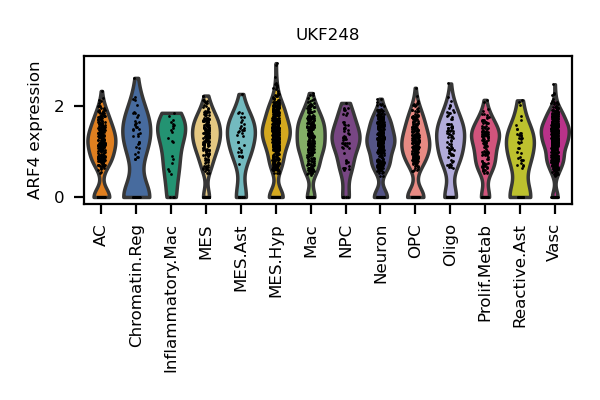 UKF248
ARF4 expression
2
0
AC
Chromatin.Reg
Inflammatory.Mac
MES
MES.Ast
MES.Hyp
Mac
NPC
Neuron
OPC
Oligo
Prolif.Metab
Reactive.Ast
Vasc